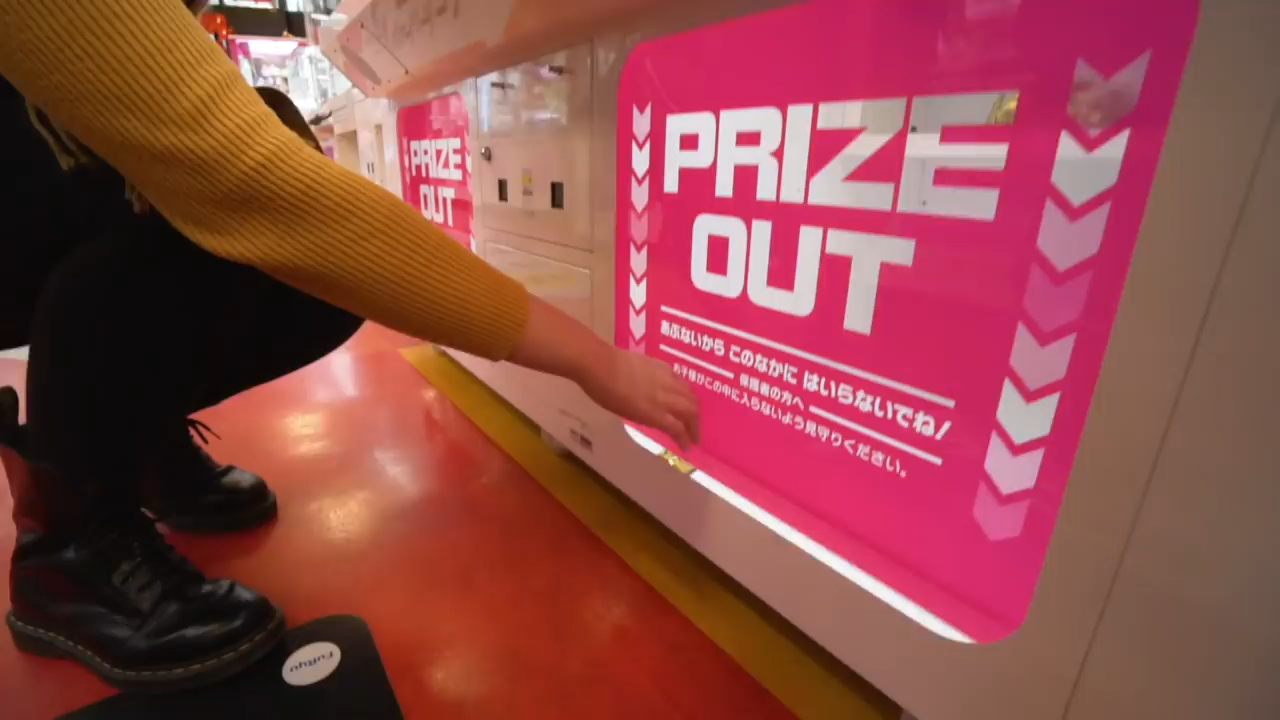 PRIZE
OUT
PRIZE
OUT
あぶないから このなかに はいらないでね!
保護者の方へ
お子様がこの中に入らないよう見守りください。
FuRyu